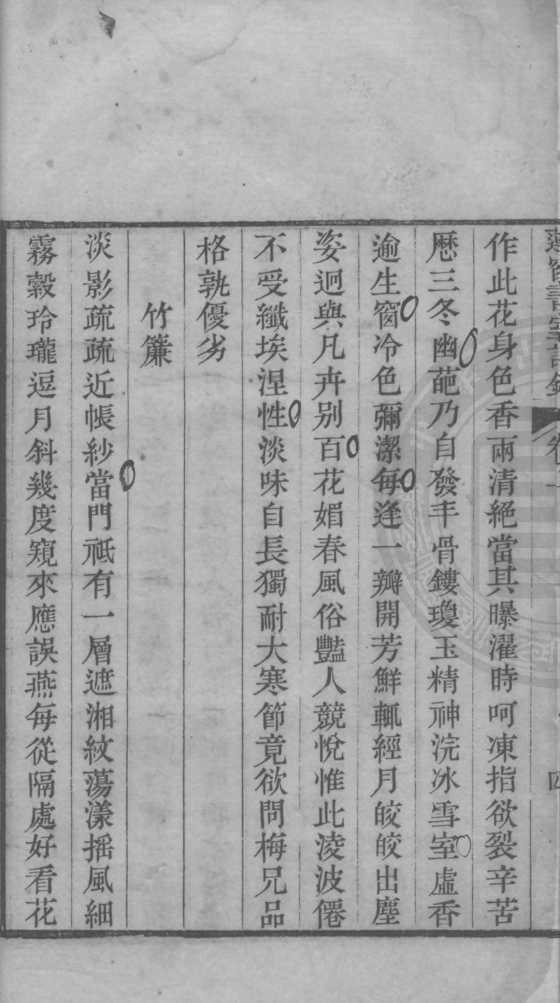 作此花身色香兩清絕當其曝濯時呵凍指欲裂辛苦
歷三冬幽葩乃自發丰骨鏤瓊玉精神浣冰雪室虛香
逾生窗冷色彌潔每逢一瓣開芳鮮輒經月皎皎出塵
姿迥與凡卉别百花媚春風俗豔人競悅惟此淩波僊
不受纖埃涅性淡味自長獨耐大寒節竟欲問梅兄品
格孰優劣
竹簾
淡影疏疏近帳紗當門祗有一層遮湘紋蕩漾搖風細
霧縠玲瓏逗月斜幾度窺來應誤燕每從隔處好看花